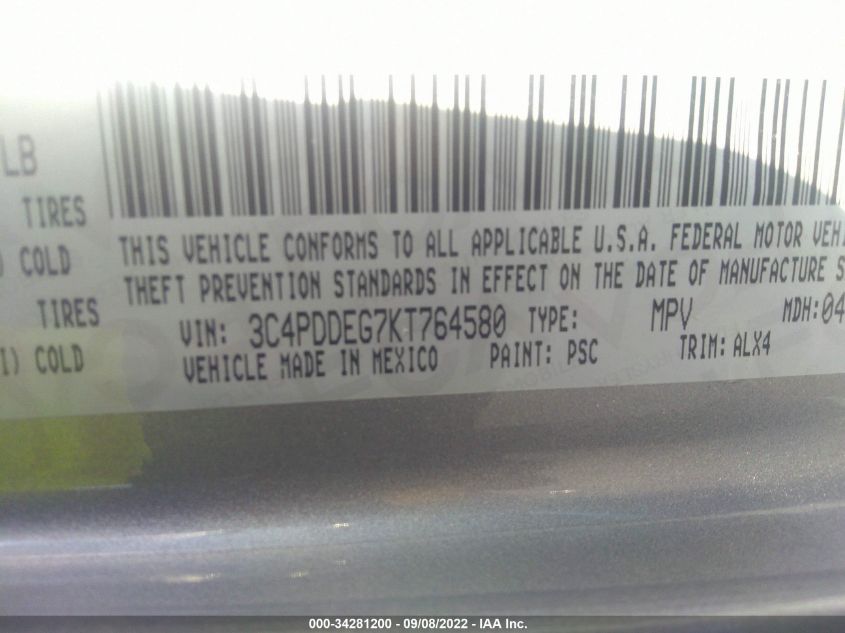 LB
TIRES
COLD
TIRES
I) COLD
THIS VEHICLE CONFORMS TO ALL APPLICABLE U.S.A. FEDERAL MOTOR VEHI
THEFT PREVENTION STANDARDS IN EFFECT ON THE DATE OF MANUFACTURE S
VIN: 3C4PDDEG7KT764580 TYPE: MPV MDH: 04
VEHICLE MADE IN MEXICO PAINT: PSC TRIM: ALX4
000-34281200 - 09/08/2022 - IAA Inc.